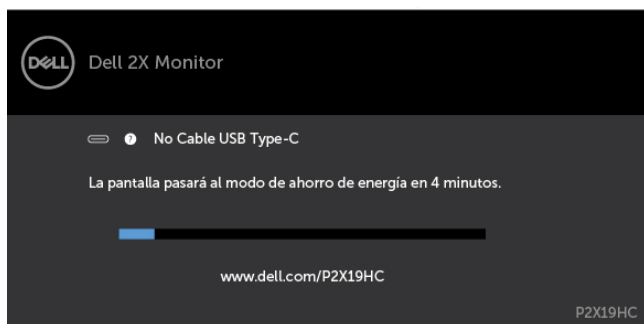 DELL
Dell 2X Monitor
? No Cable USB Type-C
La pantalla pasará al modo de ahorro de energía en 4 minutos.
www.dell.com/P2X19HC
P2X19HC